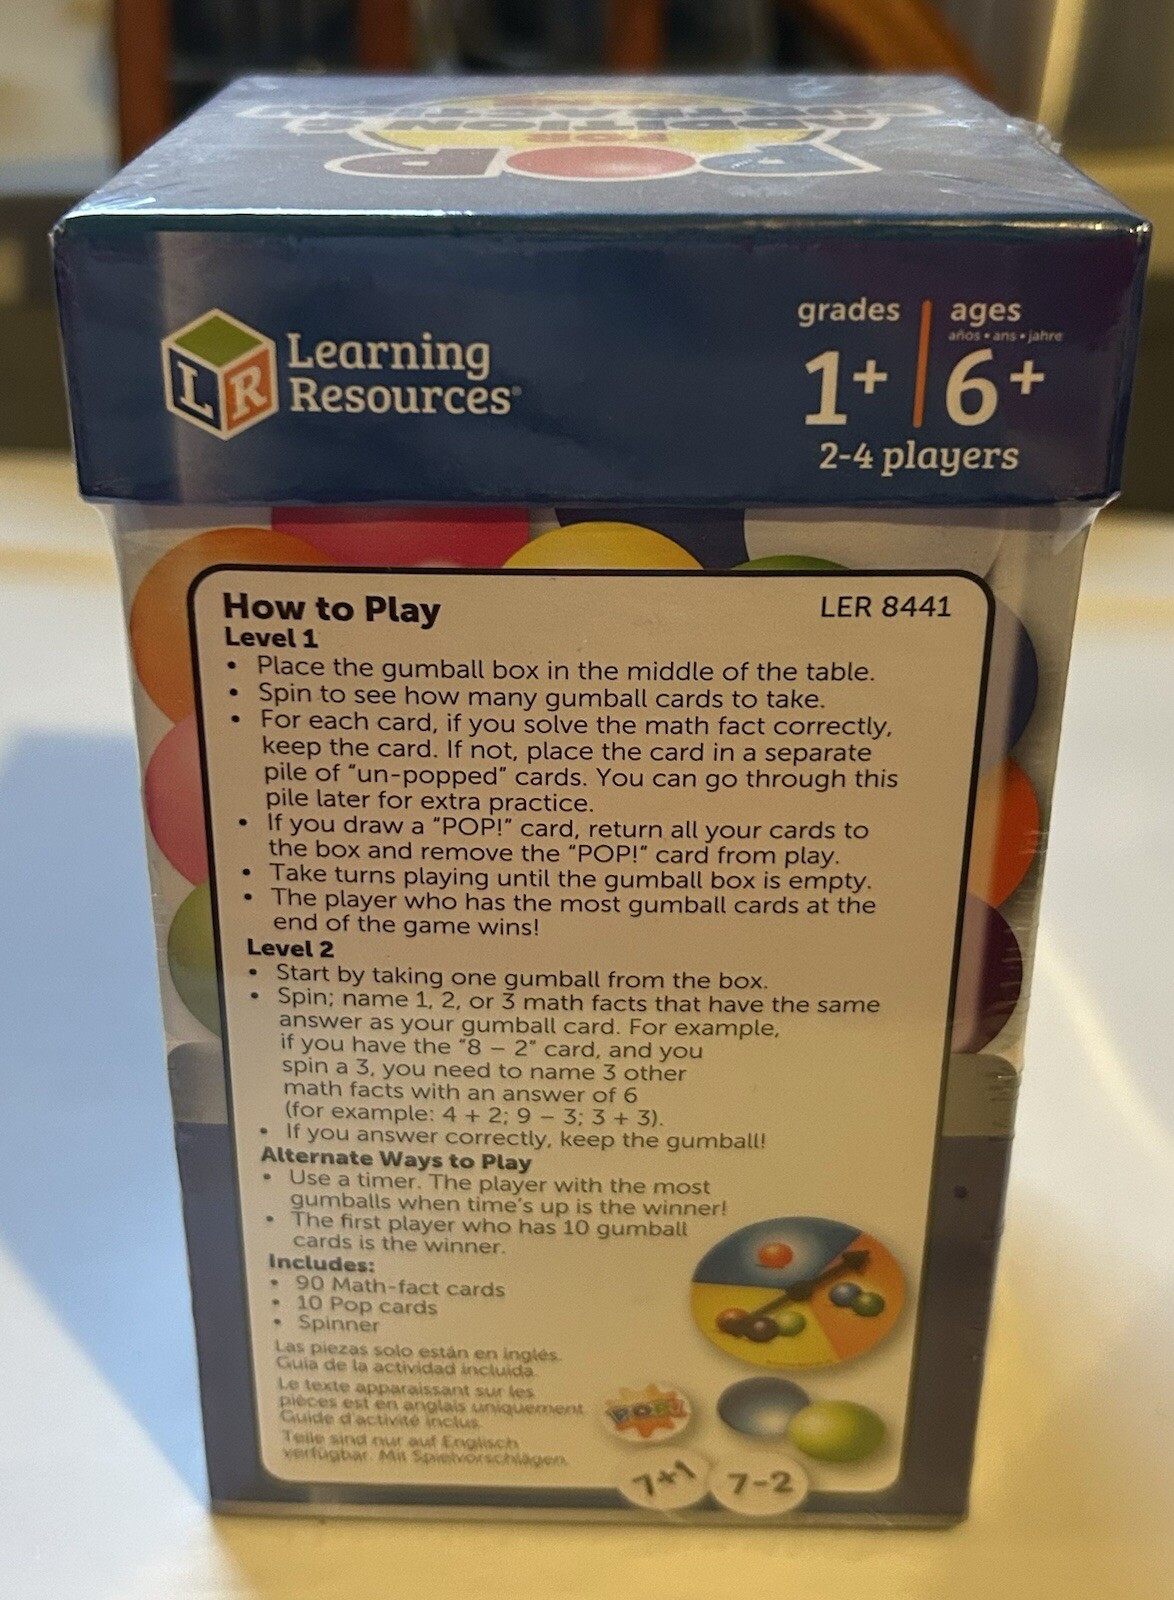 POP
FOR
ADDITION &
SUBTRACTION
LR
Learning
Resources®
grades
1+
ages
años • ans • jahre
6+
2-4 players
How to Play
LER 8441
Level 1
• Place the gumball box in the middle of the table.
• Spin to see how many gumball cards to take.
• For each card, if you solve the math fact correctly,
keep the card. If not, place the card in a separate
pile of "un-popped" cards. You can go through this
pile later for extra practice.
• If you draw a "POP!" card, return all your cards to
the box and remove the "POP!" card from play.
• Take turns playing until the gumball box is empty.
• The player who has the most gumball cards at the
end of the game wins!
Level 2
• Start by taking one gumball from the box.
• Spin; name 1, 2, or 3 math facts that have the same
answer as your gumball card. For example,
if you have the "8 – 2" card, and you
spin a 3, you need to name 3 other
math facts with an answer of 6
(for example: 4 + 2; 9 – 3; 3 + 3).
• If you answer correctly, keep the gumball!
Alternate Ways to Play
• Use a timer. The player with the most
gumballs when time's up is the winner!
• The first player who has 10 gumball
cards is the winner.
Includes:
• 90 Math-fact cards
• 10 Pop cards
• Spinner
Las piezas solo están en inglés.
Guía de la actividad incluida.
Le texte apparaissant sur les
pièces est en anglais uniquement.
Guide d'activité inclus.
Teile sind nur auf Englisch
verfügbar. Mit Spielvorschlägen.
POP!
7+1
7-2